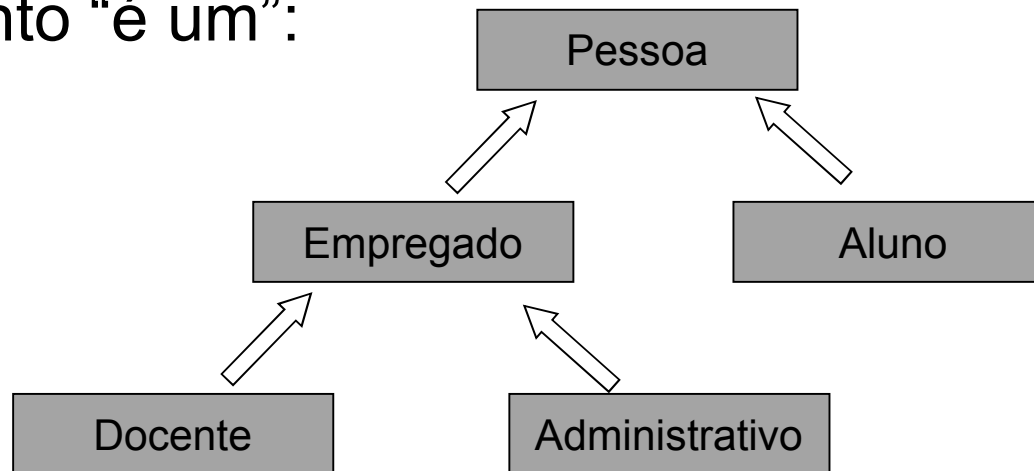 "é um":
Pessoa
Empregado
Aluno
Docente
Administrativo